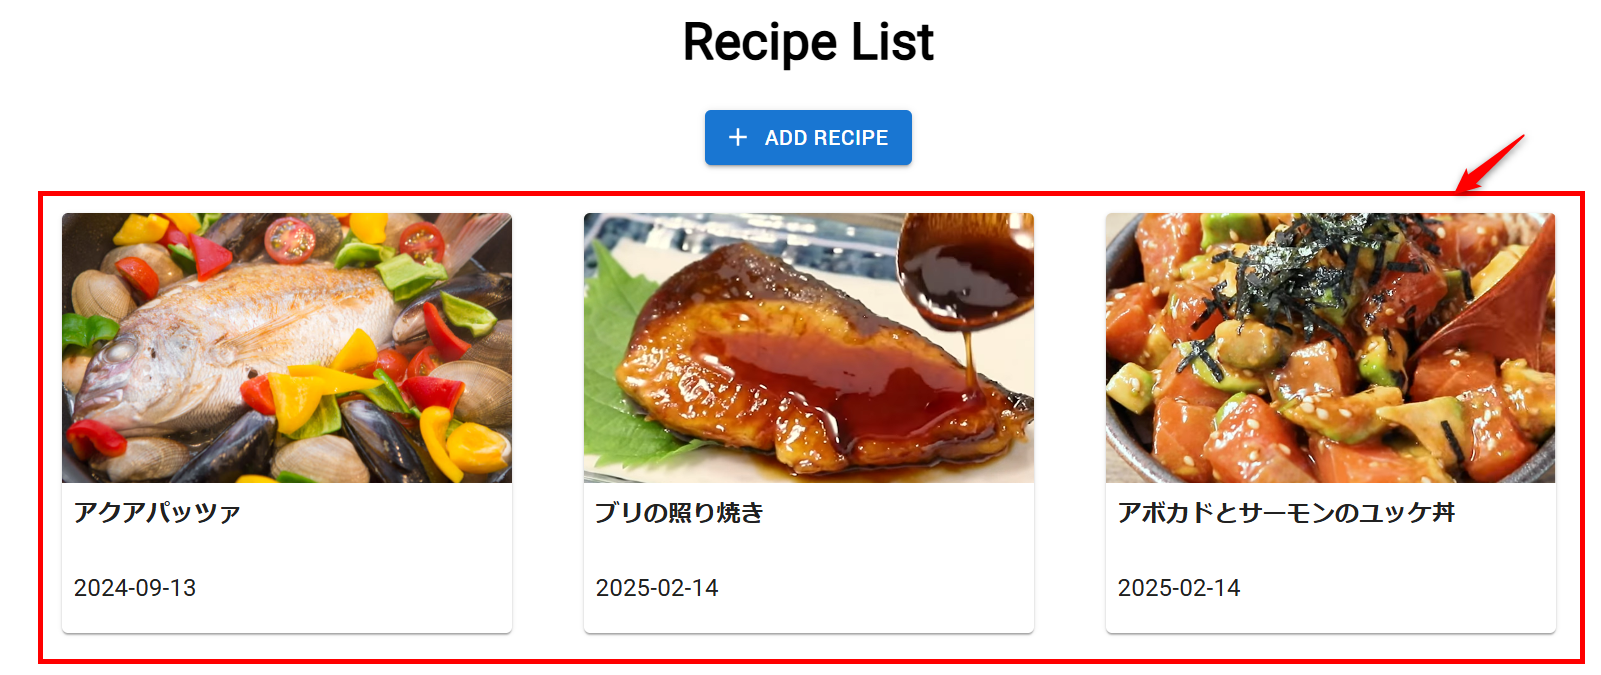 Recipe List
+ ADD RECIPE
アクアパッツァ
ブリの照り焼き
アボカドとサーモンのユッケ丼
2024-09-13
2025-02-14
2025-02-14